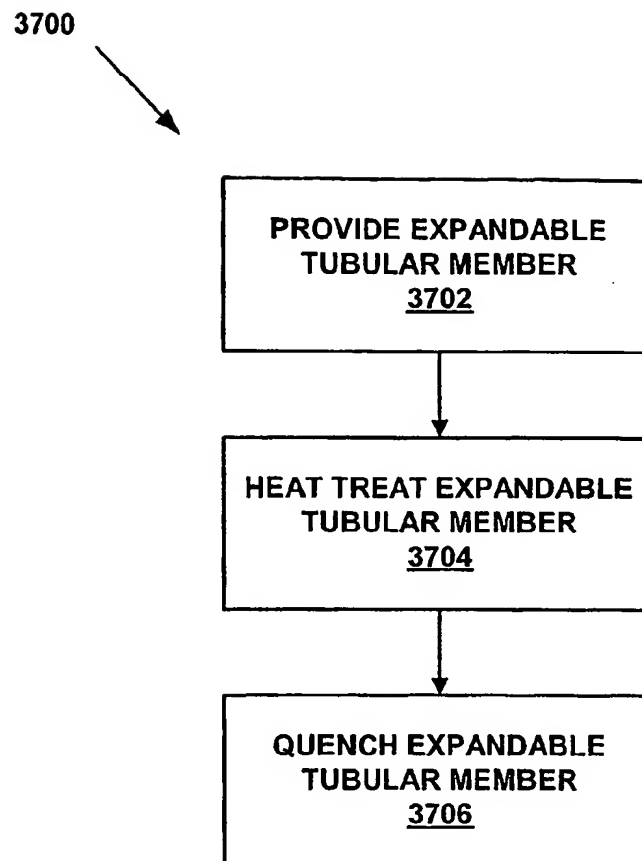 3700
PROVIDE EXPANDABLE
TUBULAR MEMBER
3702
HEAT TREAT EXPANDABLE
TUBULAR MEMBER
3704
QUENCH EXPANDABLE
TUBULAR MEMBER
3706